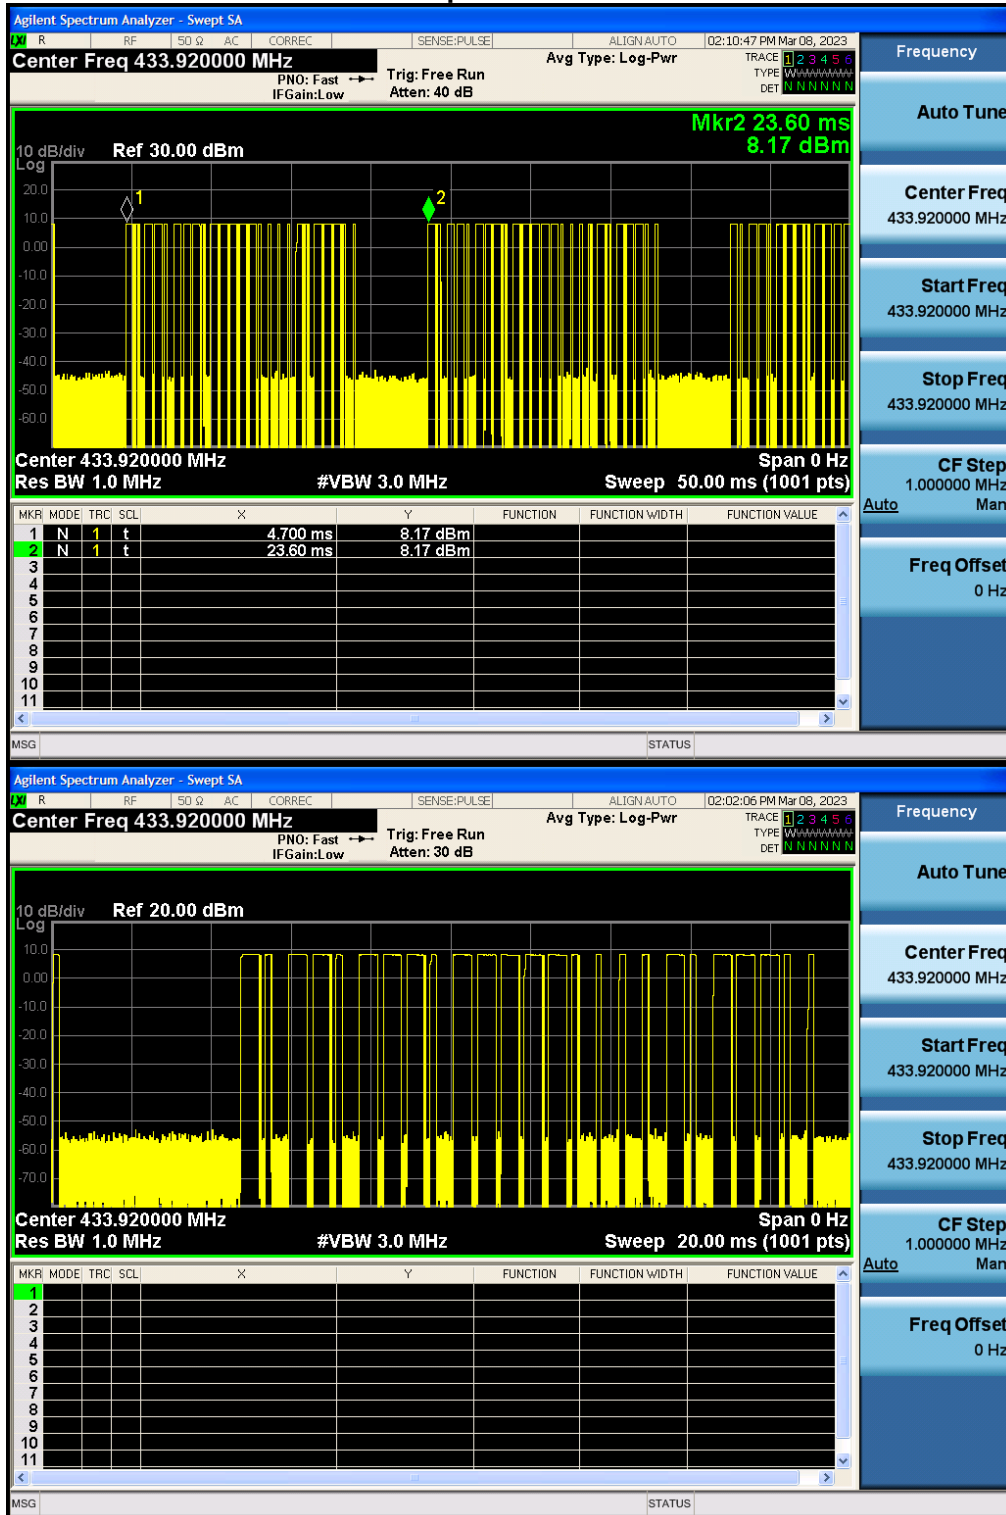 Agilent Spectrum Analyzer - Swept SA
LXI R RF 50 Ω AC CORREC SENSE:PULSE ALIGN AUTO 02:10:47 PM Mar 08, 2023
Center Freq 433.920000 MHz Avg Type: Log-Pwr TRACE 1 2 3 4 5 6
PNO: Fast Trig: Free Run TYPE W
IFGain:Low Atten: 40 dB DET N N N N N N
Mkr2 23.60 ms
8.17 dBm
10 dB/div Ref 30.00 dBm
Log
20.0
10.0
0.00
-10.0
-20.0
-30.0
-40.0
-50.0
-60.0
1
2
Center 433.920000 MHz Span 0 Hz
Res BW 1.0 MHz #VBW 3.0 MHz Sweep 50.00 ms (1001 pts)
MKR MODE TRC SCL X Y FUNCTION FUNCTION WIDTH FUNCTION VALUE
1 N 1 t 4.700 ms 8.17 dBm
2 N 1 t 23.60 ms 8.17 dBm
3
4
5
6
7
8
9
10
11
MSG STATUS
Frequency
Auto Tune
Center Freq
433.920000 MHz
Start Freq
433.920000 MHz
Stop Freq
433.920000 MHz
CF Step
1.000000 MHz
Auto Man
Freq Offset
0 Hz
Agilent Spectrum Analyzer - Swept SA
LXI R RF 50 Ω AC CORREC SENSE:PULSE ALIGN AUTO 02:02:06 PM Mar 08, 2023
Center Freq 433.920000 MHz Avg Type: Log-Pwr TRACE 1 2 3 4 5 6
PNO: Fast Trig: Free Run TYPE W
IFGain:Low Atten: 30 dB DET N N N N N N
10 dB/div Ref 20.00 dBm
Log
10.0
0.00
-10.0
-20.0
-30.0
-40.0
-50.0
-60.0
-70.0
Center 433.920000 MHz Span 0 Hz
Res BW 1.0 MHz #VBW 3.0 MHz Sweep 20.00 ms (1001 pts)
MKR MODE TRC SCL X Y FUNCTION FUNCTION WIDTH FUNCTION VALUE
1
2
3
4
5
6
7
8
9
10
11
MSG STATUS
Frequency
Auto Tune
Center Freq
433.920000 MHz
Start Freq
433.920000 MHz
Stop Freq
433.920000 MHz
CF Step
1.000000 MHz
Auto Man
Freq Offset
0 Hz